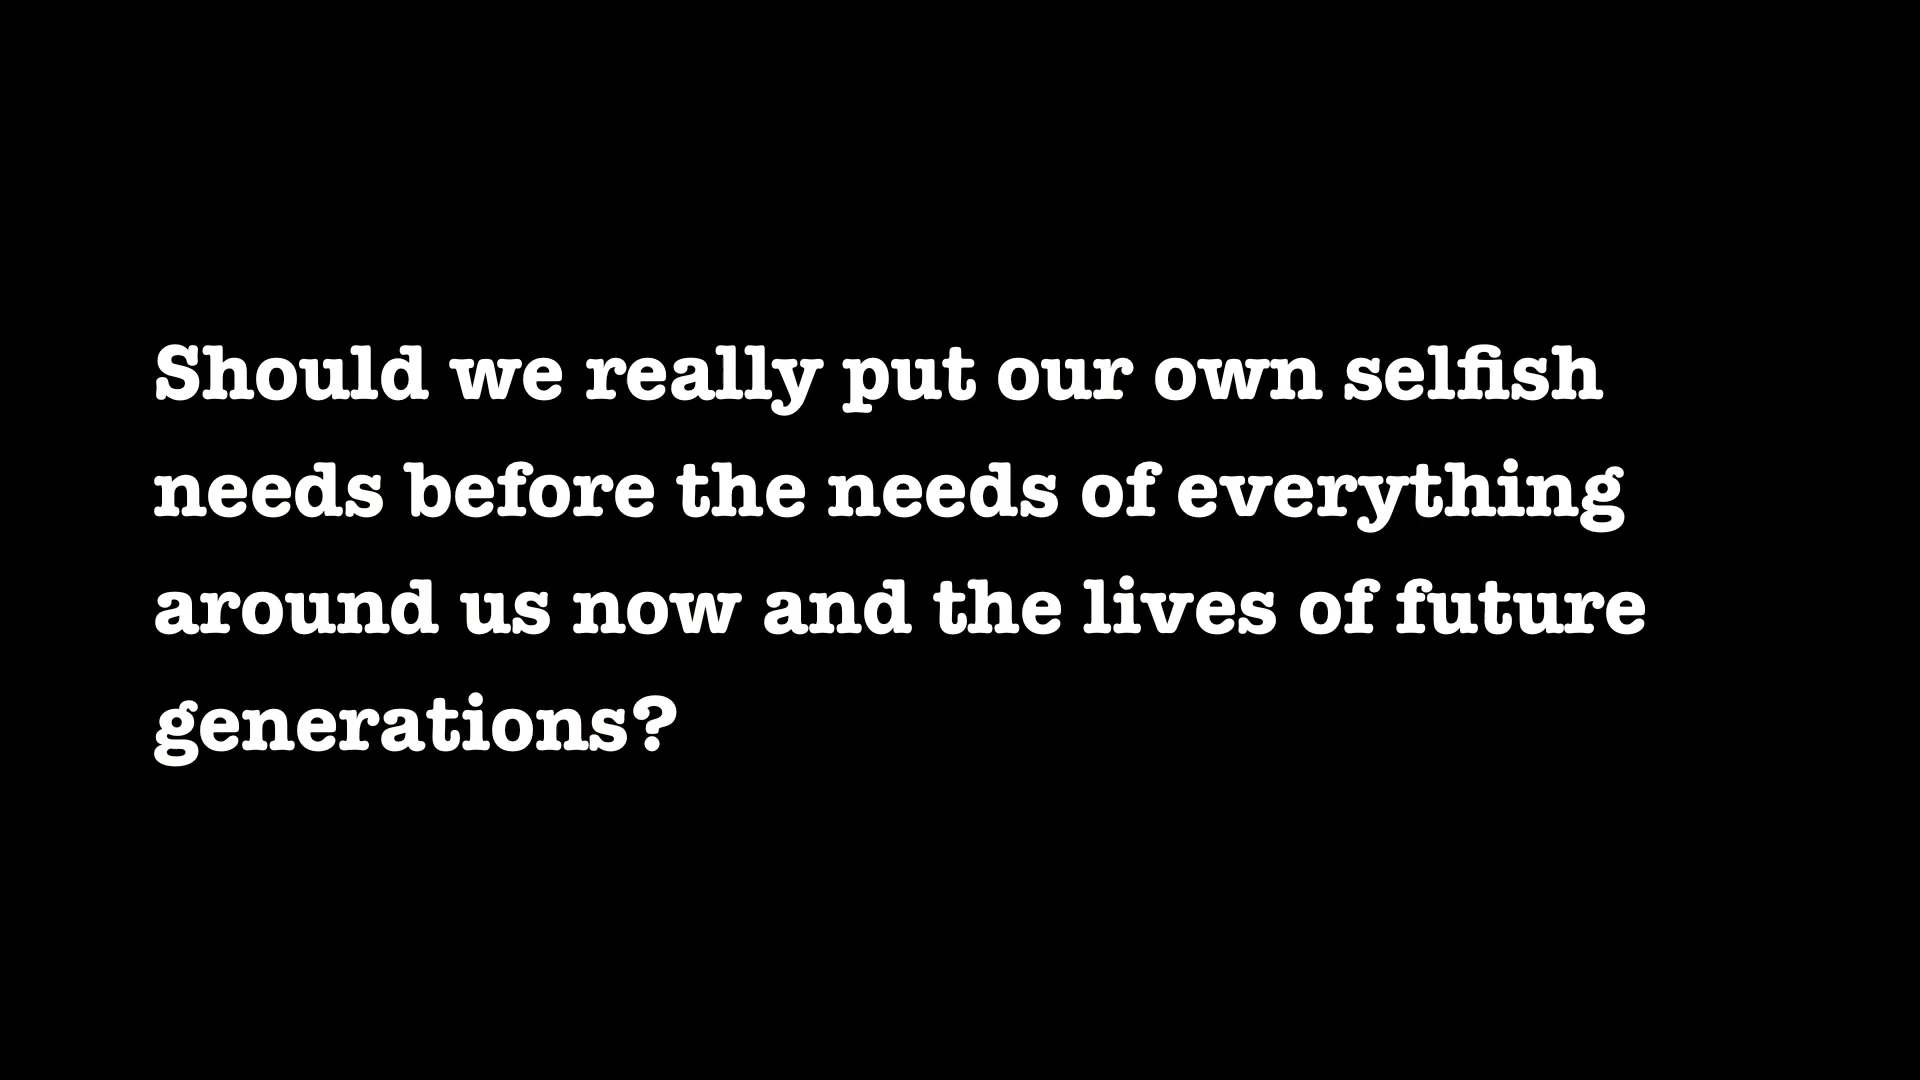 Should we really put our own selfish
needs before the needs of everything
around us now and the lives of future
generations?